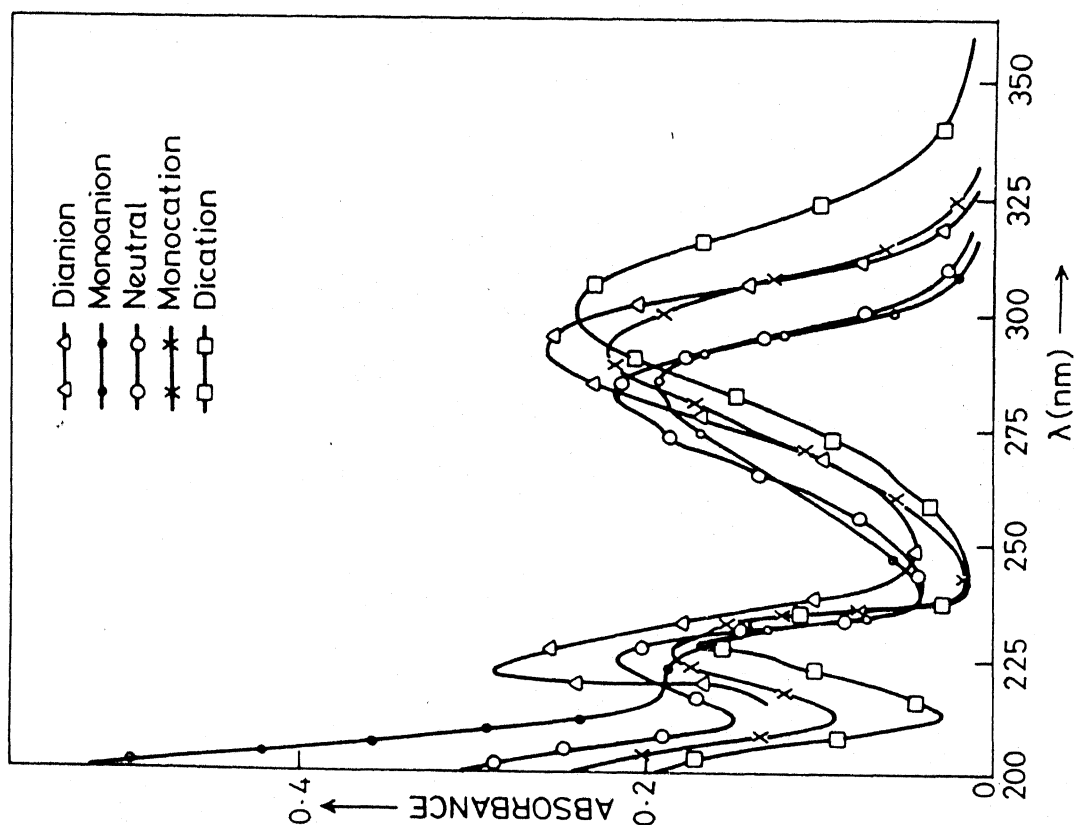 Dianion
Monoanion
Neutral
Monocation
Dication
ABSORBANCE
0.4
0.2
0
200
225
250
275
300
325
350
λ(nm)